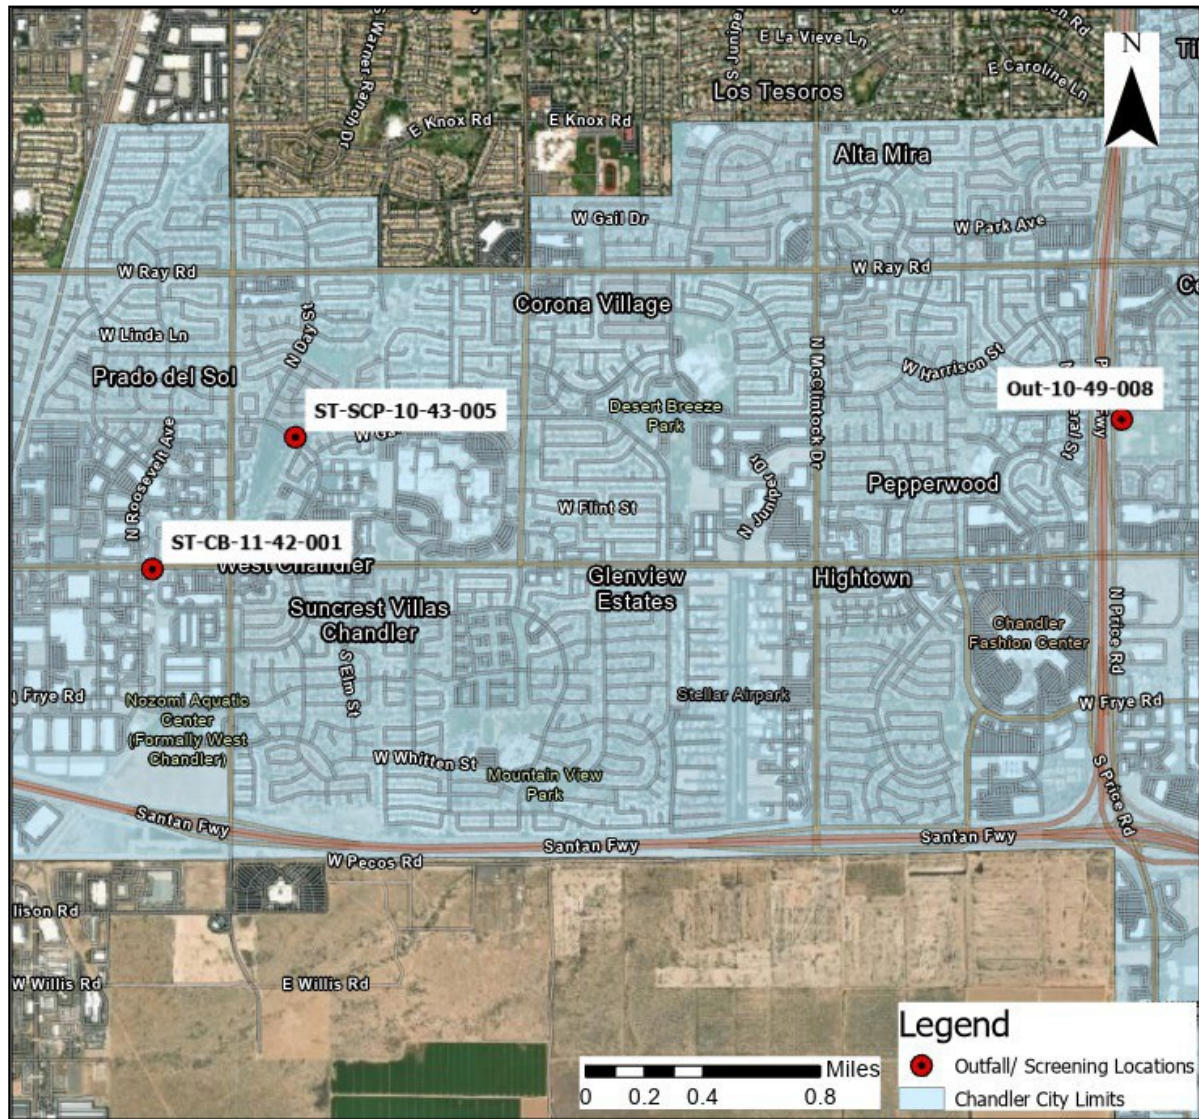 S Warner Ranch Dr
E Knox Rd
E Knox Rd
S Juniper
E La Vieve Ln
Los Tesoros
E Caroline Ln
N
Alta Mira
W Gail Dr
W Park Ave
W Ray Rd
W Ray Rd
Corona Village
W Linda Ln
N Day St
N McClintock Dr
W Harrison St
Prado del Sol
ST-SCP-10-43-005
Out-10-49-008
Desert Breeze
Park
N Roosevelt Ave
Pepperwood
N Juniper Dr
W Flint St
ST-CB-11-42-001
West Chandler
Glenview
Estates
Hightown
Suncrest Villas
Chandler
Chandler
Fashion Center
N Price Rd
S Elm St
Frye Rd
Nozomi Aquatic
Center
(Formally West
Chandler)
Stellar Airpark
W Frye Rd
W Whitten St
Mountain View
Park
S Price Rd
Santan Fwy
Santan Fwy
Santan Fwy
W Pecos Rd
llison Rd
W Willis Rd
E Willis Rd
Legend
Outfall/ Screening Locations
Chandler City Limits
Miles
0 0.2 0.4 0.8